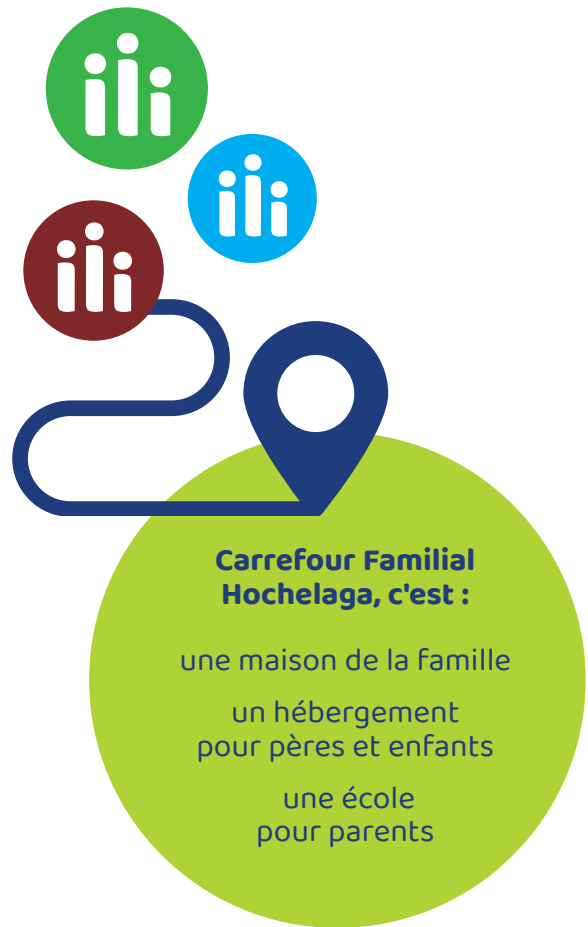 Carrefour Familial
Hochelaga, c'est :
une maison de la famille
un hébergement
pour pères et enfants
une école
pour parents